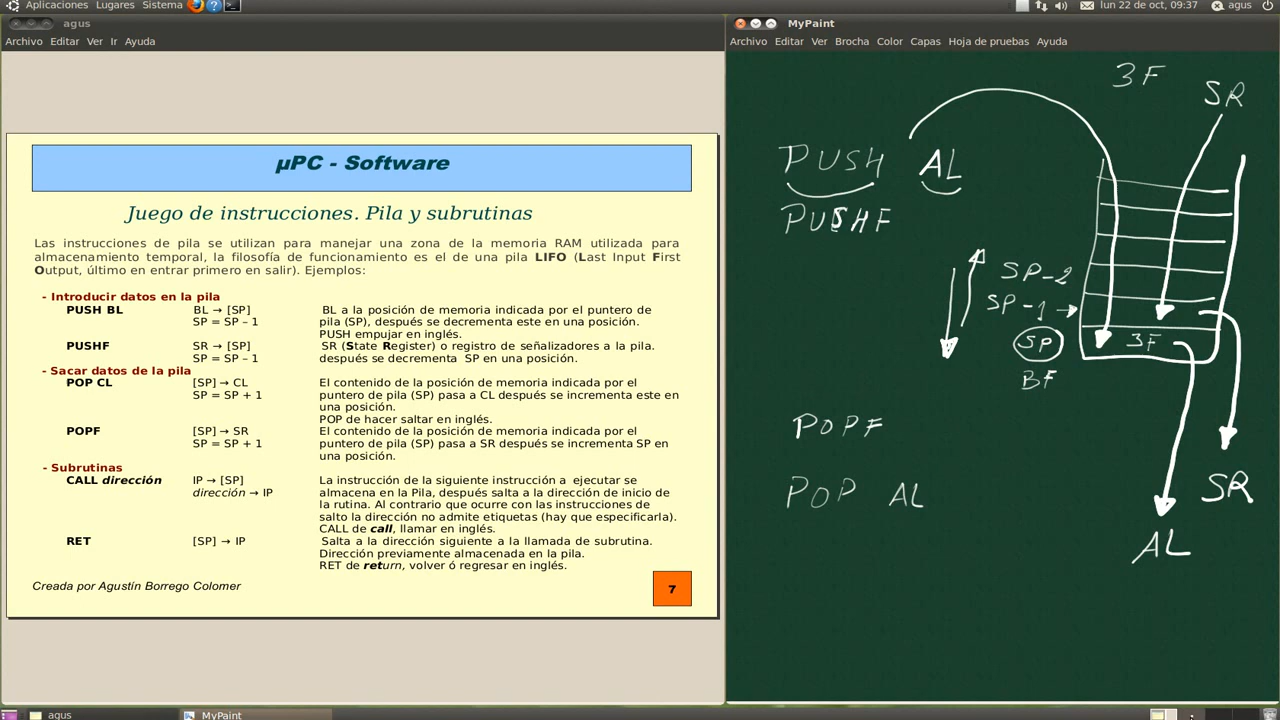 Aplicaciones Lugares Sistema
lun 22 de oct, 09:37 agus
agus
Archivo Editar Ver Ir Ayuda
µPC - Software
Juego de instrucciones. Pila y subrutinas
Las instrucciones de pila se utilizan para manejar una zona de la memoria RAM utilizada para
almacenamiento temporal, la filosofía de funcionamiento es el de una pila LIFO (Last Input First
Output, último en entrar primero en salir). Ejemplos:
- Introducir datos en la pila
PUSH BL BL → [SP] BL a la posición de memoria indicada por el puntero de
SP = SP – 1 pila (SP), después se decrementa este en una posición.
PUSH empujar en inglés.
PUSHF SR → [SP] SR (State Register) o registro de señalizadores a la pila.
SP = SP – 1 después se decrementa SP en una posición.
- Sacar datos de la pila
POP CL [SP] → CL El contenido de la posición de memoria indicada por el
SP = SP + 1 puntero de pila (SP) pasa a CL después se incrementa este en
una posición.
POP de hacer saltar en inglés.
POPF [SP] → SR El contenido de la posición de memoria indicada por el
SP = SP + 1 puntero de pila (SP) pasa a SR después se incrementa SP en
una posición.
- Subrutinas
CALL dirección IP → [SP] La instrucción de la siguiente instrucción a ejecutar se
dirección → IP almacena en la Pila, después salta a la dirección de inicio de
la rutina. Al contrario que ocurre con las instrucciones de
salto la dirección no admite etiquetas (hay que especificarla).
CALL de call, llamar en inglés.
RET [SP] → IP Salta a la dirección siguiente a la llamada de subrutina.
Dirección previamente almacenada en la pila.
RET de return, volver ó regresar en inglés.
Creada por Agustín Borrego Colomer
7
MyPaint
Archivo Editar Ver Brocha Color Capas Hoja de pruebas Ayuda
3F
SR
PUSH AL
PUSHF
SP-2
SP-1
SP
3F
BF
POPF
POP AL
SR
AL
agus MyPaint